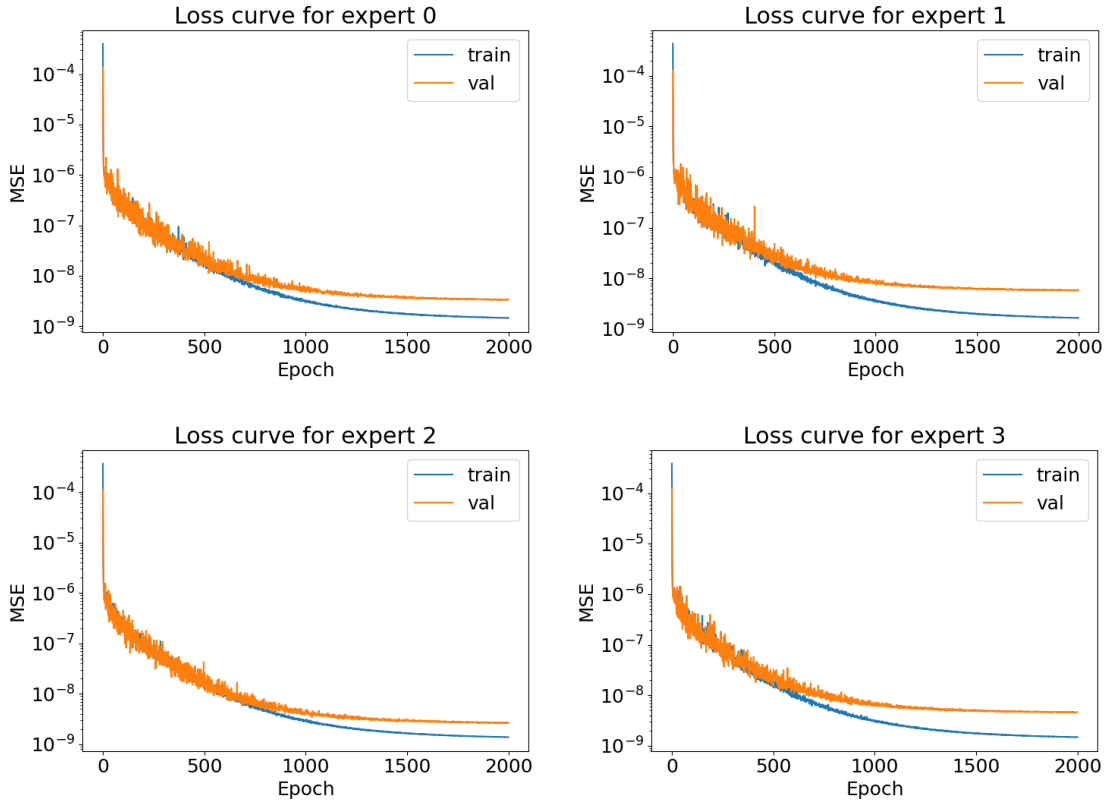 Loss curve for expert 0
MSE
10⁻⁴
10⁻⁵
10⁻⁶
10⁻⁷
10⁻⁸
10⁻⁹
train
val
0 500 1000 1500 2000
Epoch
Loss curve for expert 1
MSE
10⁻⁴
10⁻⁵
10⁻⁶
10⁻⁷
10⁻⁸
10⁻⁹
train
val
0 500 1000 1500 2000
Epoch
Loss curve for expert 2
MSE
10⁻⁴
10⁻⁵
10⁻⁶
10⁻⁷
10⁻⁸
10⁻⁹
train
val
0 500 1000 1500 2000
Epoch
Loss curve for expert 3
MSE
10⁻⁴
10⁻⁵
10⁻⁶
10⁻⁷
10⁻⁸
10⁻⁹
train
val
0 500 1000 1500 2000
Epoch